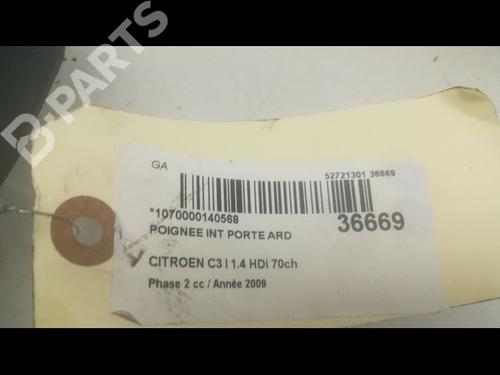 B-PARTS
GA
52721301 36669
*1070000140568
36669
POIGNEE INT PORTE ARD
CITROEN C3 I 1.4 HDi 70ch
Phase 2 cc / Année 2009